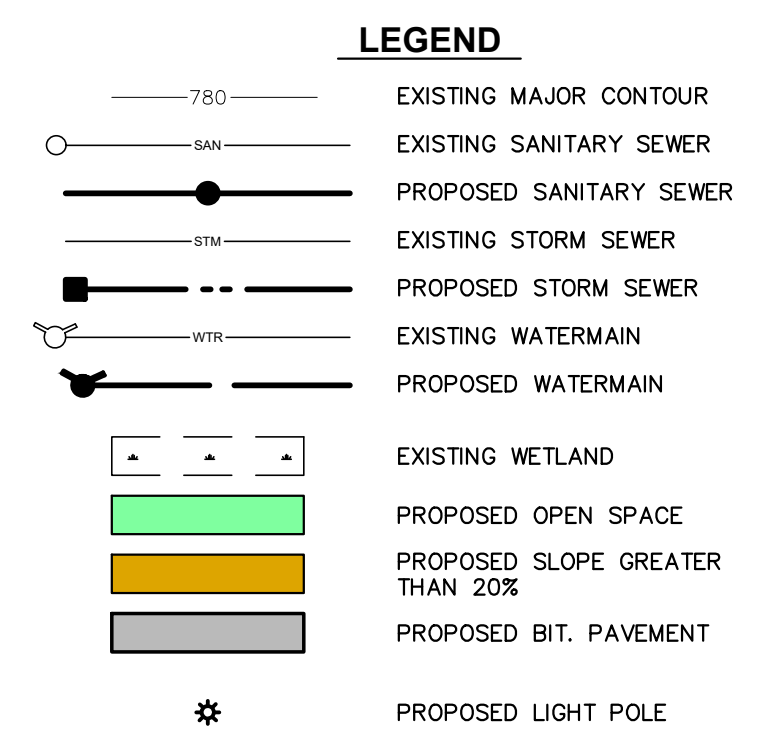 LEGEND
780 EXISTING MAJOR CONTOUR
SAN EXISTING SANITARY SEWER
PROPOSED SANITARY SEWER
STM EXISTING STORM SEWER
PROPOSED STORM SEWER
WTR EXISTING WATERMAIN
PROPOSED WATERMAIN
EXISTING WETLAND
PROPOSED OPEN SPACE
PROPOSED SLOPE GREATER
THAN 20%
PROPOSED BIT. PAVEMENT
PROPOSED LIGHT POLE